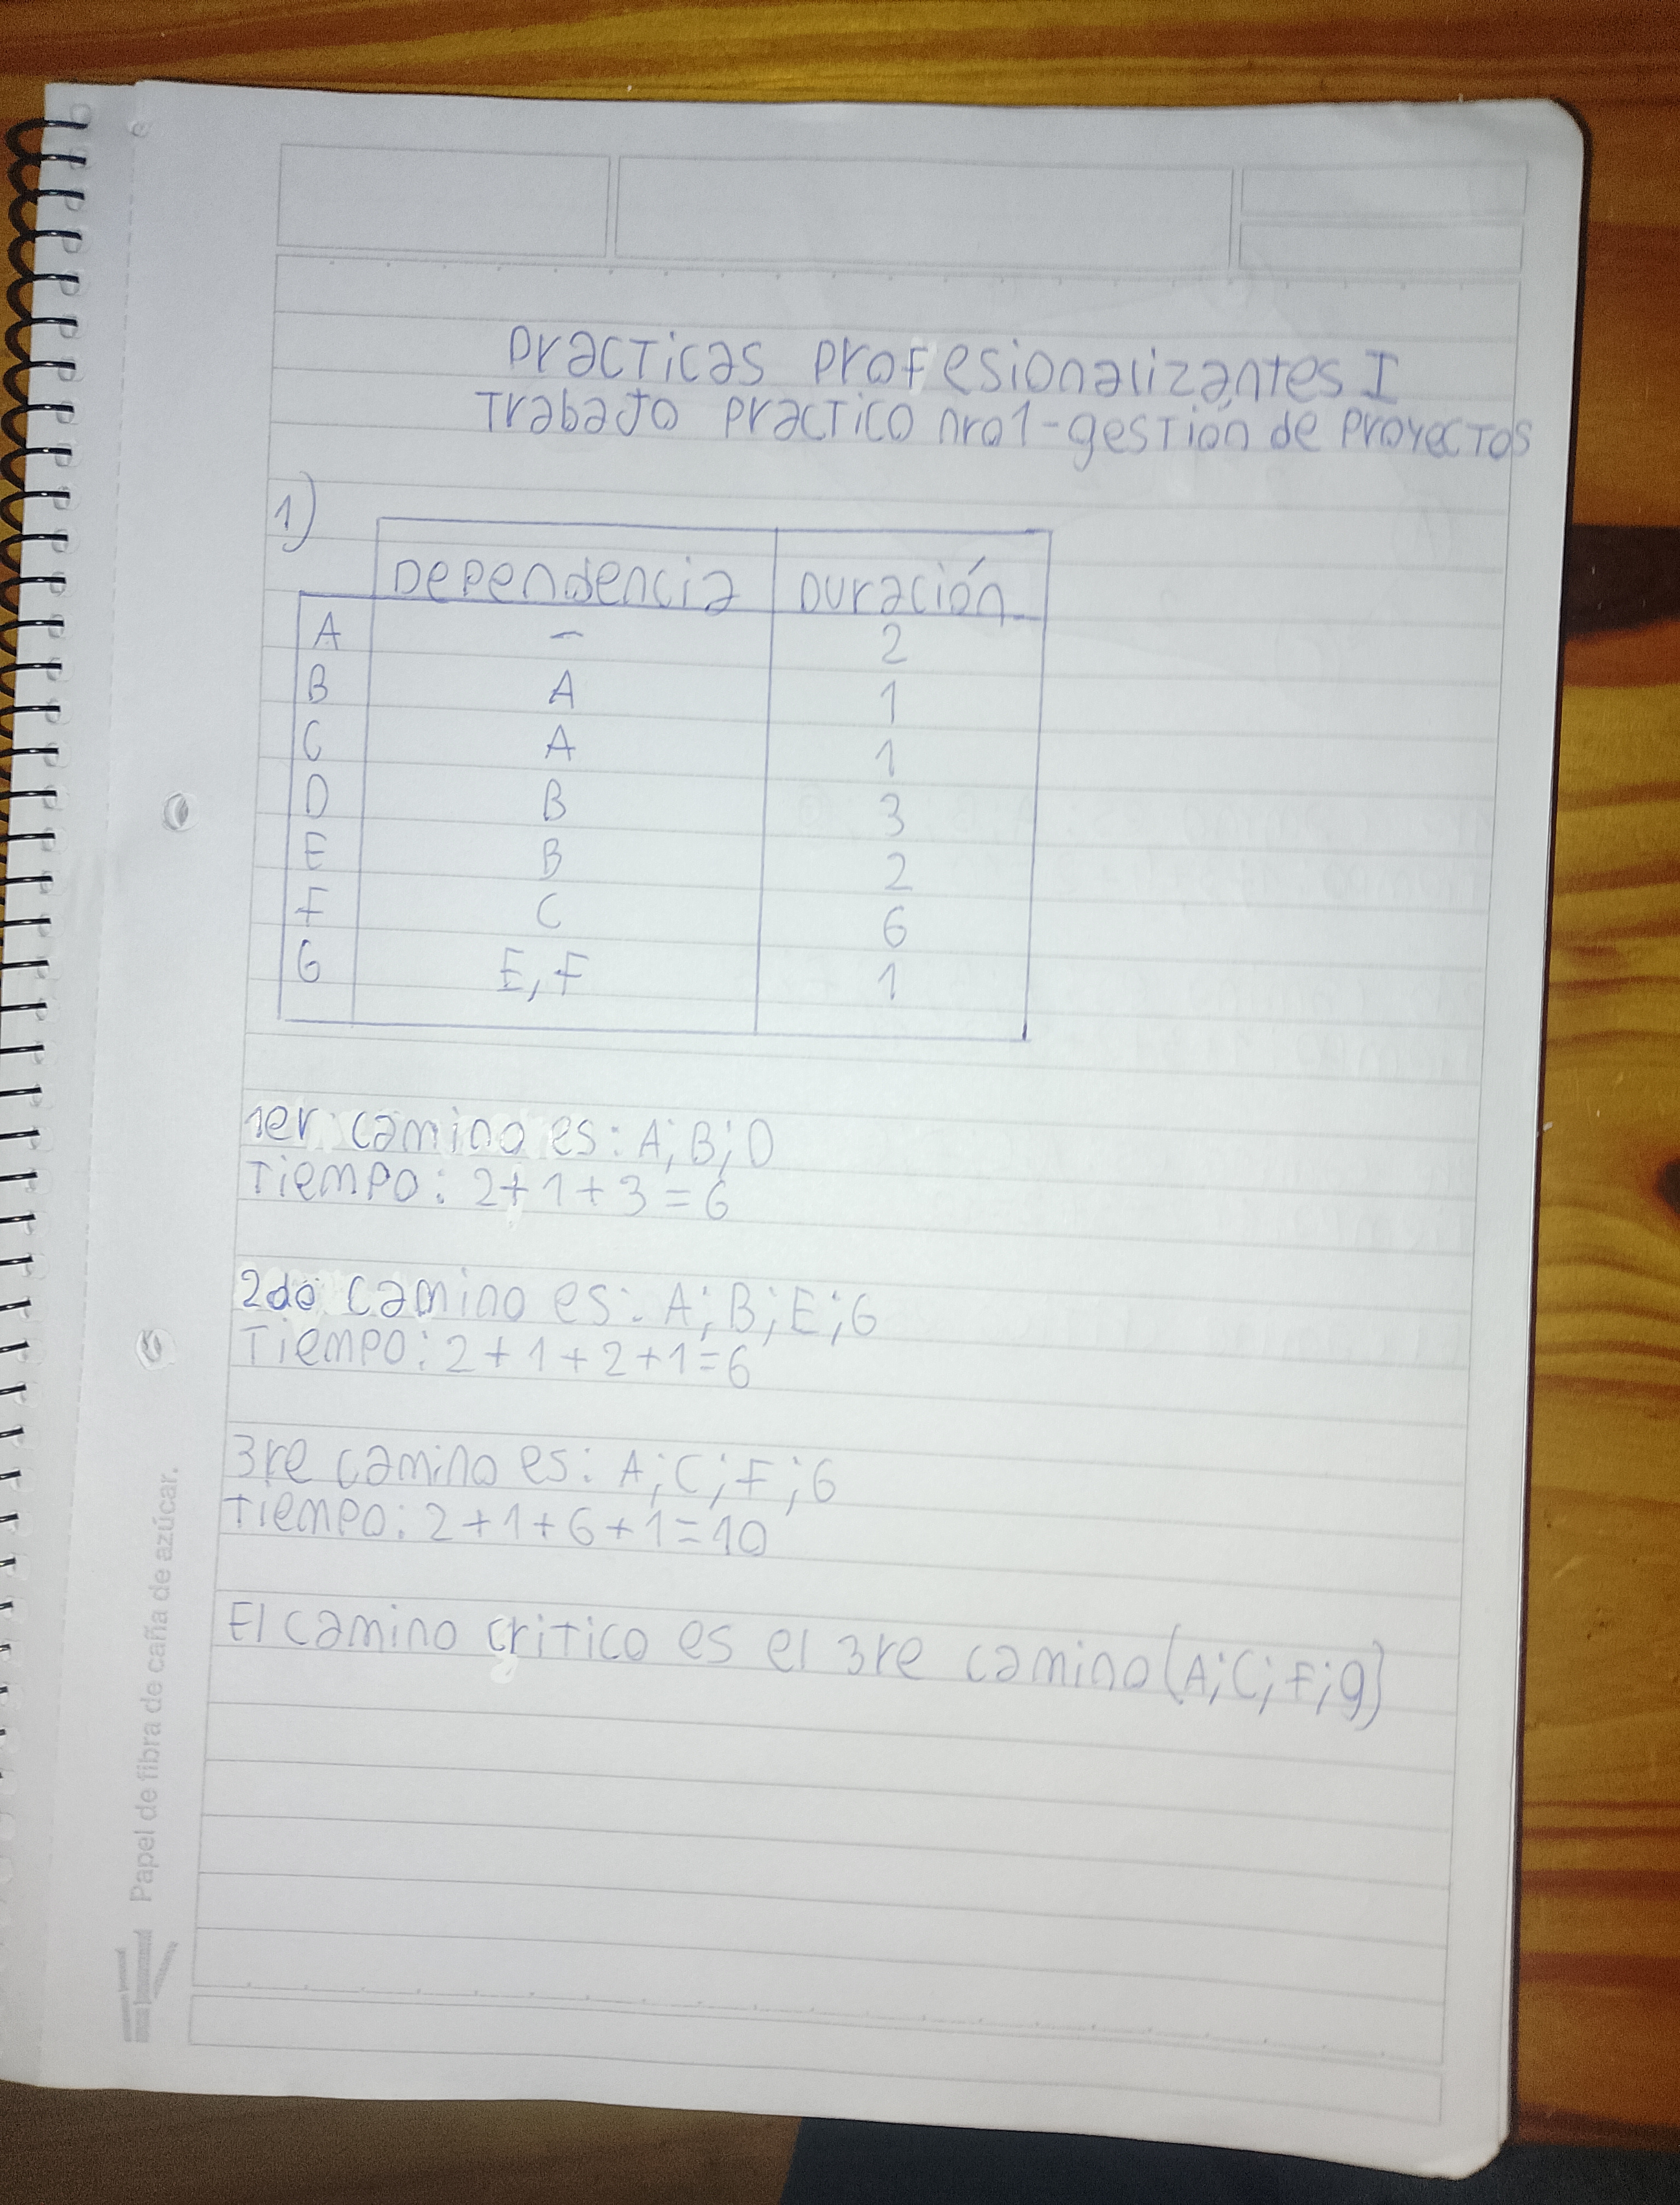 Practicas Profesionalizantes I
Trabajo Practico nro1-gestión de Proyectos
1)
Dependencia Duración
A - 2
B A 1
C A 1
D B 3
E B 2
F C 6
G E,F 1
1er camino es: A;B;D
Tiempo: 2+1+3=6
2do camino es: A;B;E;G
Tiempo: 2+1+2+1=6
3re camino es: A;C;F;G
Tiempo: 2+1+6+1=10
El camino critico es el 3re camino(A;C;F;g)
Papel de fibra de caña de azúcar.